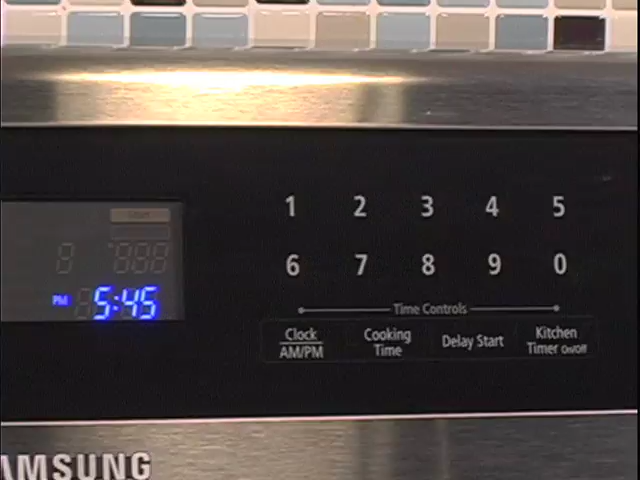 1 2 3 4 5
6 7 8 9 0
Time Controls
PM 5:45
Clock
AM/PM
Cooking
Time
Delay Start
Kitchen
Timer ON/OFF
SAMSUNG